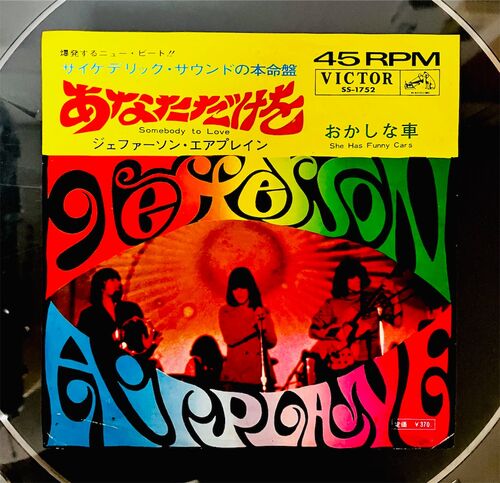 爆発するニュー・ビート!!
サイケデリック・サウンドの本命盤
あなただけを
Somebody to Love
ジェファーソン・エアプレイン
45 RPM
VICTOR
SS-1752
おかしな車
She Has Funny Cars
JEFFERSON
AIRPLANE
定価 ¥370